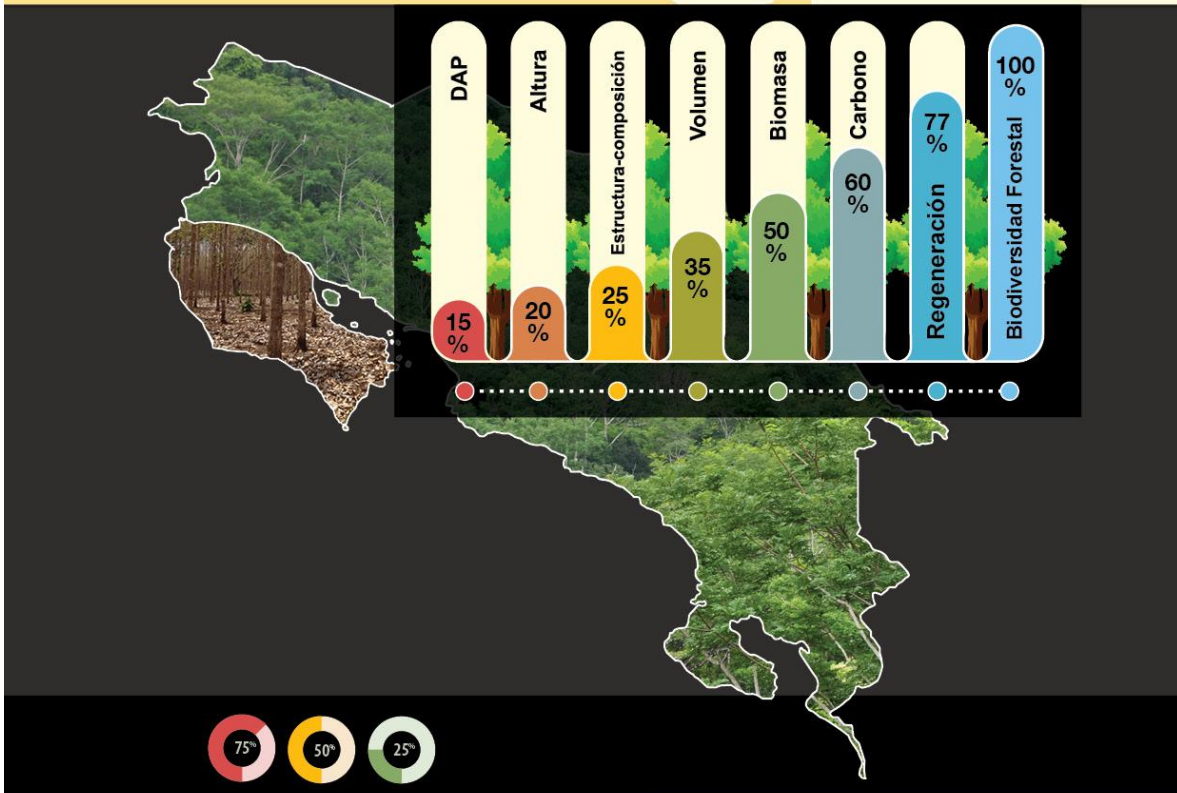 DAP
15
%
Altura
20
%
Estructura-composición
25
%
Volumen
35
%
Biomasa
50
%
Carbono
60
%
77
%
Regeneración
100
%
Biodiversidad Forestal
75%
50%
25%